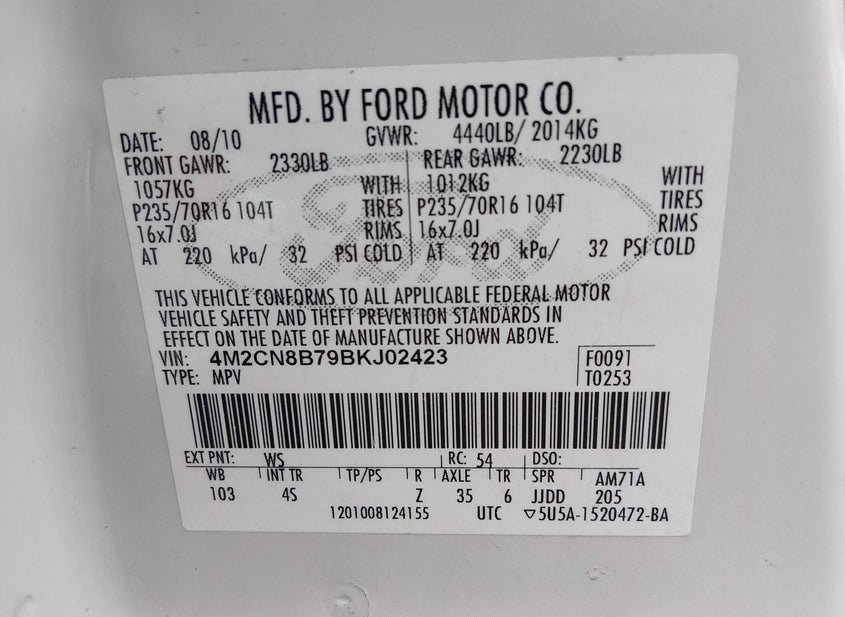 MFD. BY FORD MOTOR CO.
DATE: 08/10 GVWR: 4440LB/ 2014KG
FRONT GAWR: 2330LB REAR GAWR: 2230LB
1057KG WITH 1012KG WITH
P235/70R16 104T TIRES P235/70R16 104T TIRES
16x7.0J RIMS 16x7.0J RIMS
AT 220 kPa/ 32 PSI COLD AT 220 kPa/ 32 PSI COLD
Ford
THIS VEHICLE CONFORMS TO ALL APPLICABLE FEDERAL MOTOR
VEHICLE SAFETY AND THEFT PREVENTION STANDARDS IN
EFFECT ON THE DATE OF MANUFACTURE SHOWN ABOVE.
VIN: 4M2CN8B79BKJ02423 F0091
TYPE: MPV T0253
EXT PNT: WS RC: 54 DSO:
WB INT TR TP/PS R AXLE TR SPR AM71A
103 4S Z 35 6 JJDD 205
1201008124155 UTC ▽5U5A-1520472-BA